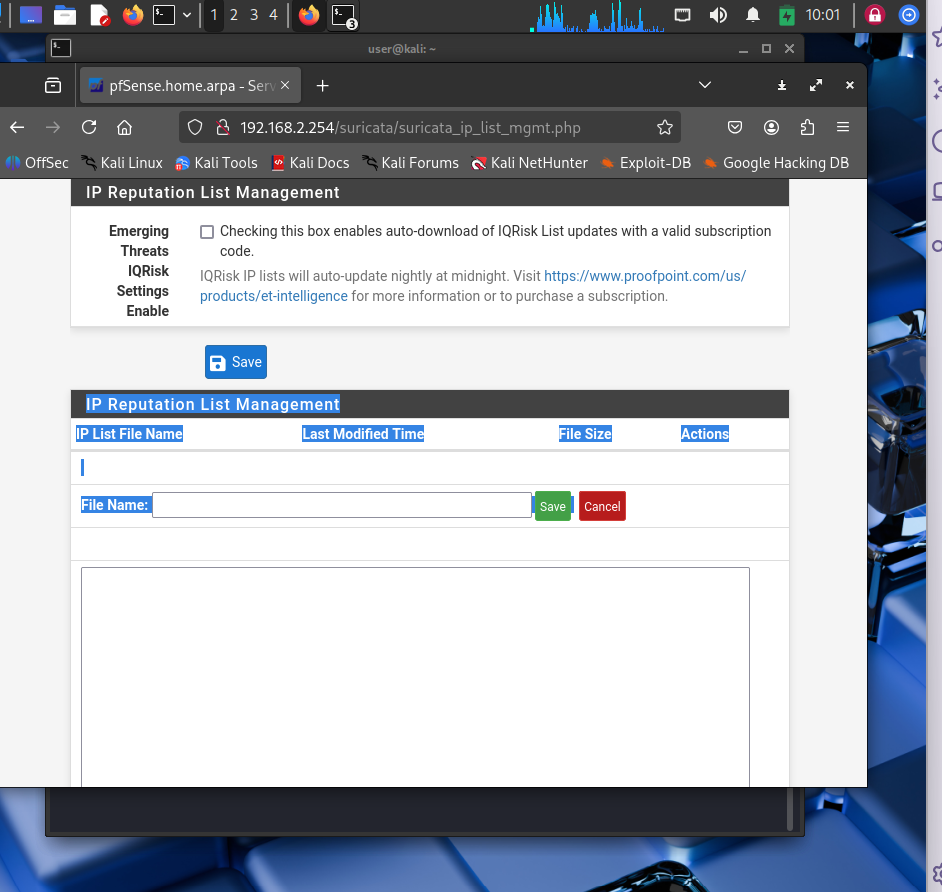 1 2 3 4
3
10:01
user@kali: ~
pfSense.home.arpa - Serv
192.168.2.254/suricata/suricata_ip_list_mgmt.php
OffSec Kali Linux Kali Tools Kali Docs Kali Forums Kali NetHunter Exploit-DB Google Hacking DB
IP Reputation List Management
Emerging Threats IQRisk Settings Enable
Checking this box enables auto-download of IQRisk List updates with a valid subscription
code.
IQRisk IP lists will auto-update nightly at midnight. Visit https://www.proofpoint.com/us/
products/et-intelligence for more information or to purchase a subscription.
Save
IP Reputation List Management
IP List File Name Last Modified Time File Size Actions
File Name: Save Cancel